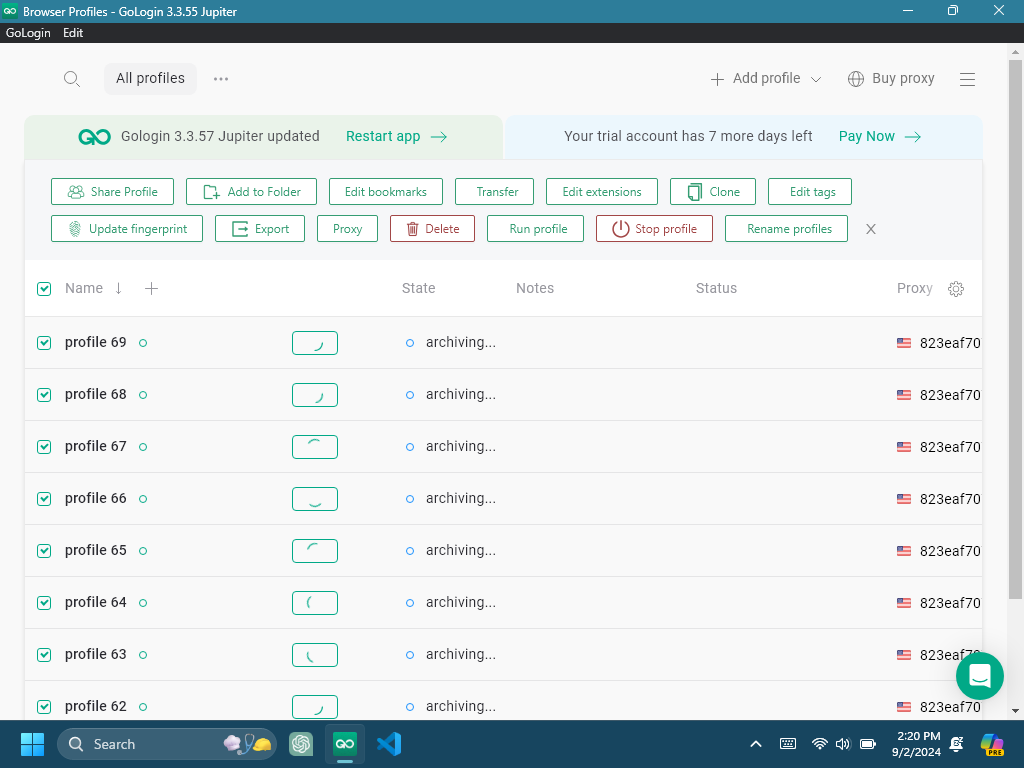 Browser Profiles - GoLogin 3.3.55 Jupiter
GoLogin Edit
All profiles
Add profile
Buy proxy
Gologin 3.3.57 Jupiter updated Restart app
Your trial account has 7 more days left Pay Now
Share Profile Add to Folder Edit bookmarks Transfer Edit extensions Clone Edit tags
Update fingerprint Export Proxy Delete Run profile Stop profile Rename profiles X
Name State Notes Status Proxy
profile 69 archiving... 823eaf70
profile 68 archiving... 823eaf70
profile 67 archiving... 823eaf70
profile 66 archiving... 823eaf70
profile 65 archiving... 823eaf70
profile 64 archiving... 823eaf70
profile 63 archiving... 823eaf70
profile 62 archiving... 823eaf70
Search
GO
2:20 PM
9/2/2024
PRE